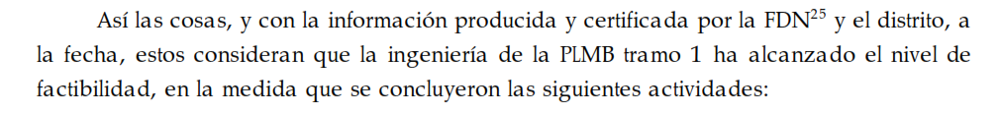 Así las cosas, y con la información producida y certificada por la FDN25 y el distrito, a
la fecha, estos consideran que la ingeniería de la PLMB tramo 1 ha alcanzado el nivel de
factibilidad, en la medida que se concluyeron las siguientes actividades: